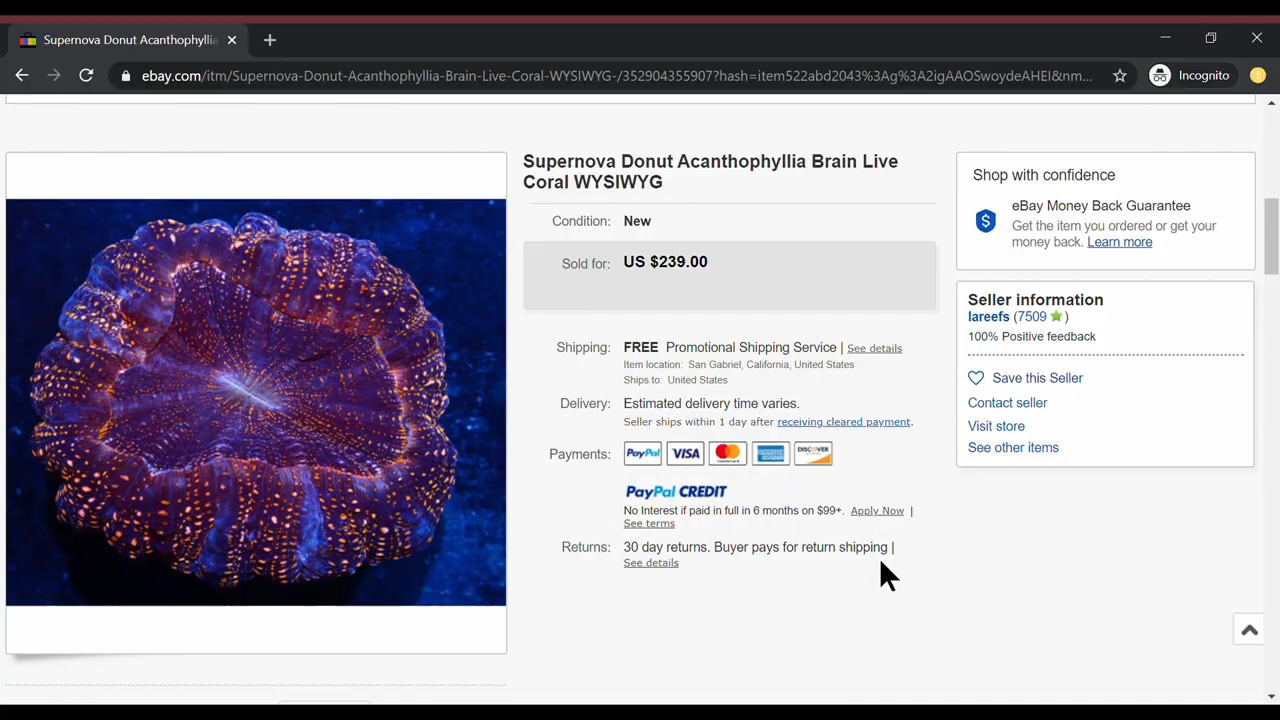 Supernova Donut Acanthophyllia
Incognito
ebay.com/itm/Supernova-Donut-Acanthophyllia-Brain-Live-Coral-WYSIWYG-/352904355907?hash=item522abd2043%3Ag%3A2igAAOSwoydeAHEI&nm...
Supernova Donut Acanthophyllia Brain Live
Coral WYSIWYG
Condition: New
Sold for: US $239.00
Shipping: FREE Promotional Shipping Service | See details
Item location: San Gabriel, California, United States
Ships to: United States
Delivery: Estimated delivery time varies.
Seller ships within 1 day after receiving cleared payment.
Payments: PayPal VISA mastercard AMERICAN EXPRESS DISCOVER
PayPal CREDIT
No Interest if paid in full in 6 months on $99+. Apply Now |
See terms
Returns: 30 day returns. Buyer pays for return shipping |
See details
Shop with confidence
eBay Money Back Guarantee
Get the item you ordered or get your
money back. Learn more
Seller information
lareefs (7509)
100% Positive feedback
Save this Seller
Contact seller
Visit store
See other items